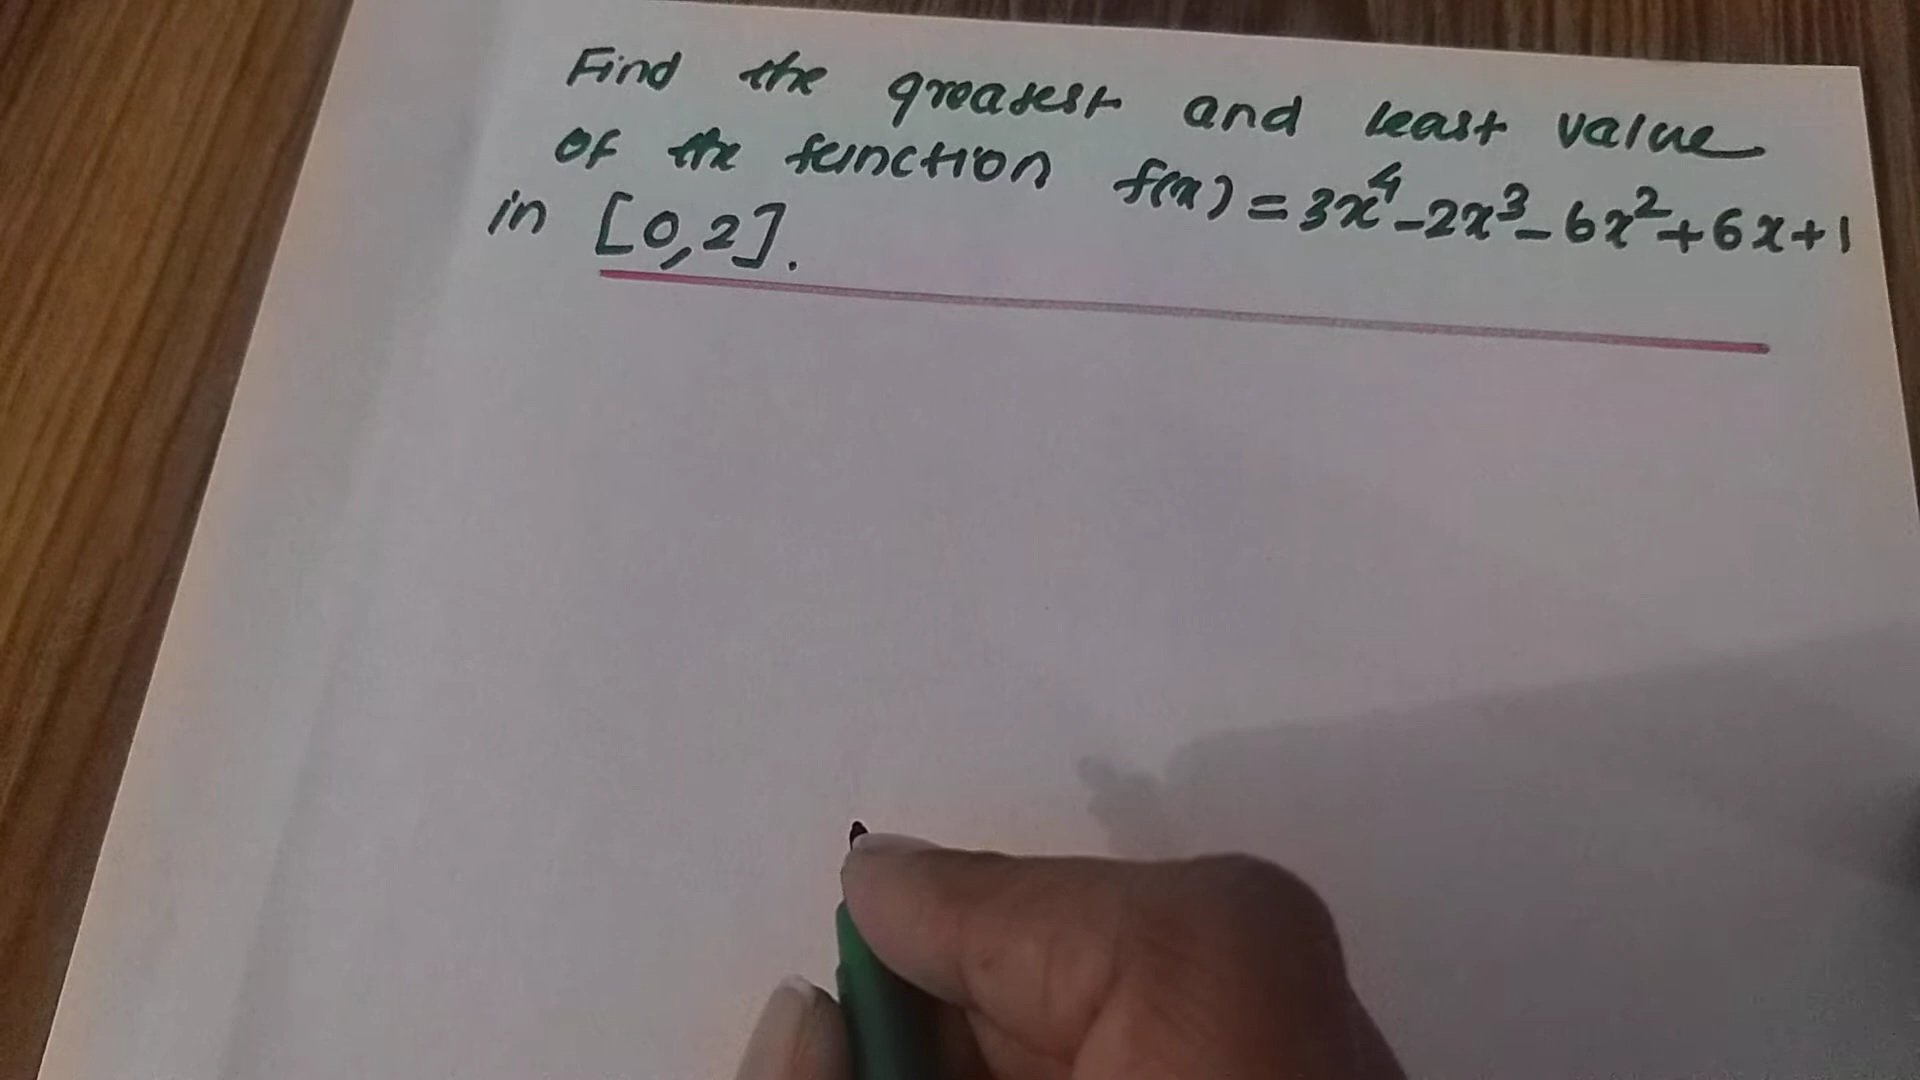 Find the greatest and least value
of the function f(x) = 3x⁴-2x³-6x²+6x+1
in [0,2].